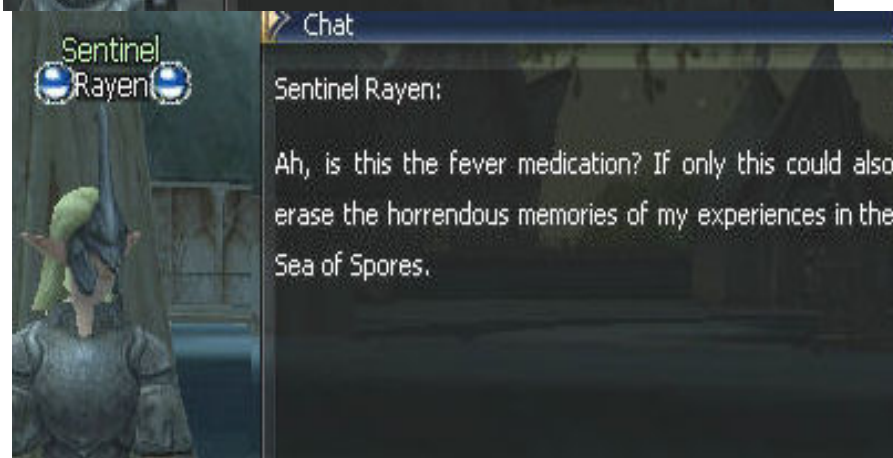 Sentinel
Rayen
Chat
Sentinel Rayen:
Ah, is this the fever medication? If only this could also
erase the horrendous memories of my experiences in the
Sea of Spores.